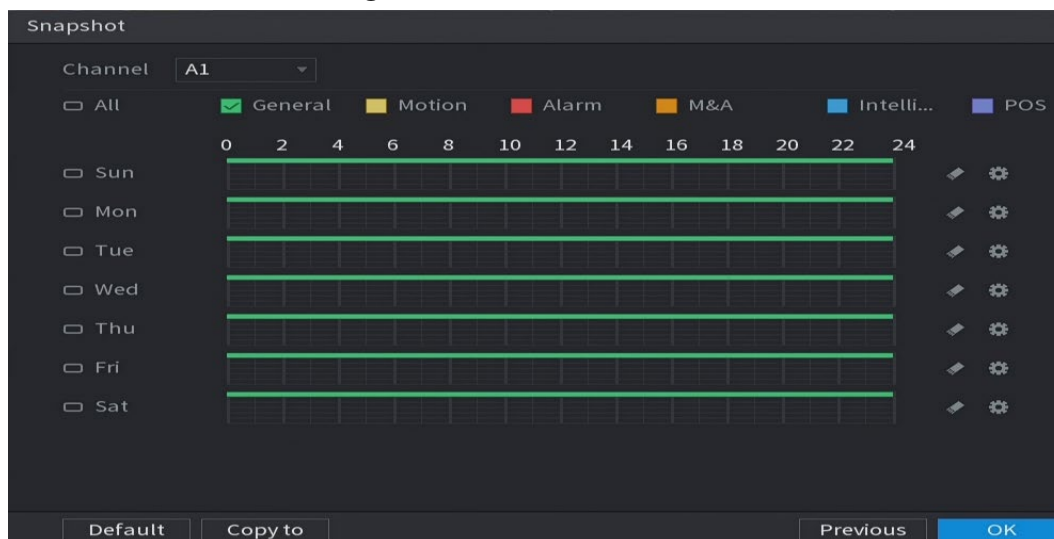 Snapshot
Channel A1
All General Motion Alarm M&A Intelli... POS
0 2 4 6 8 10 12 14 16 18 20 22 24
Sun
Mon
Tue
Wed
Thu
Fri
Sat
Default Copy to Previous OK